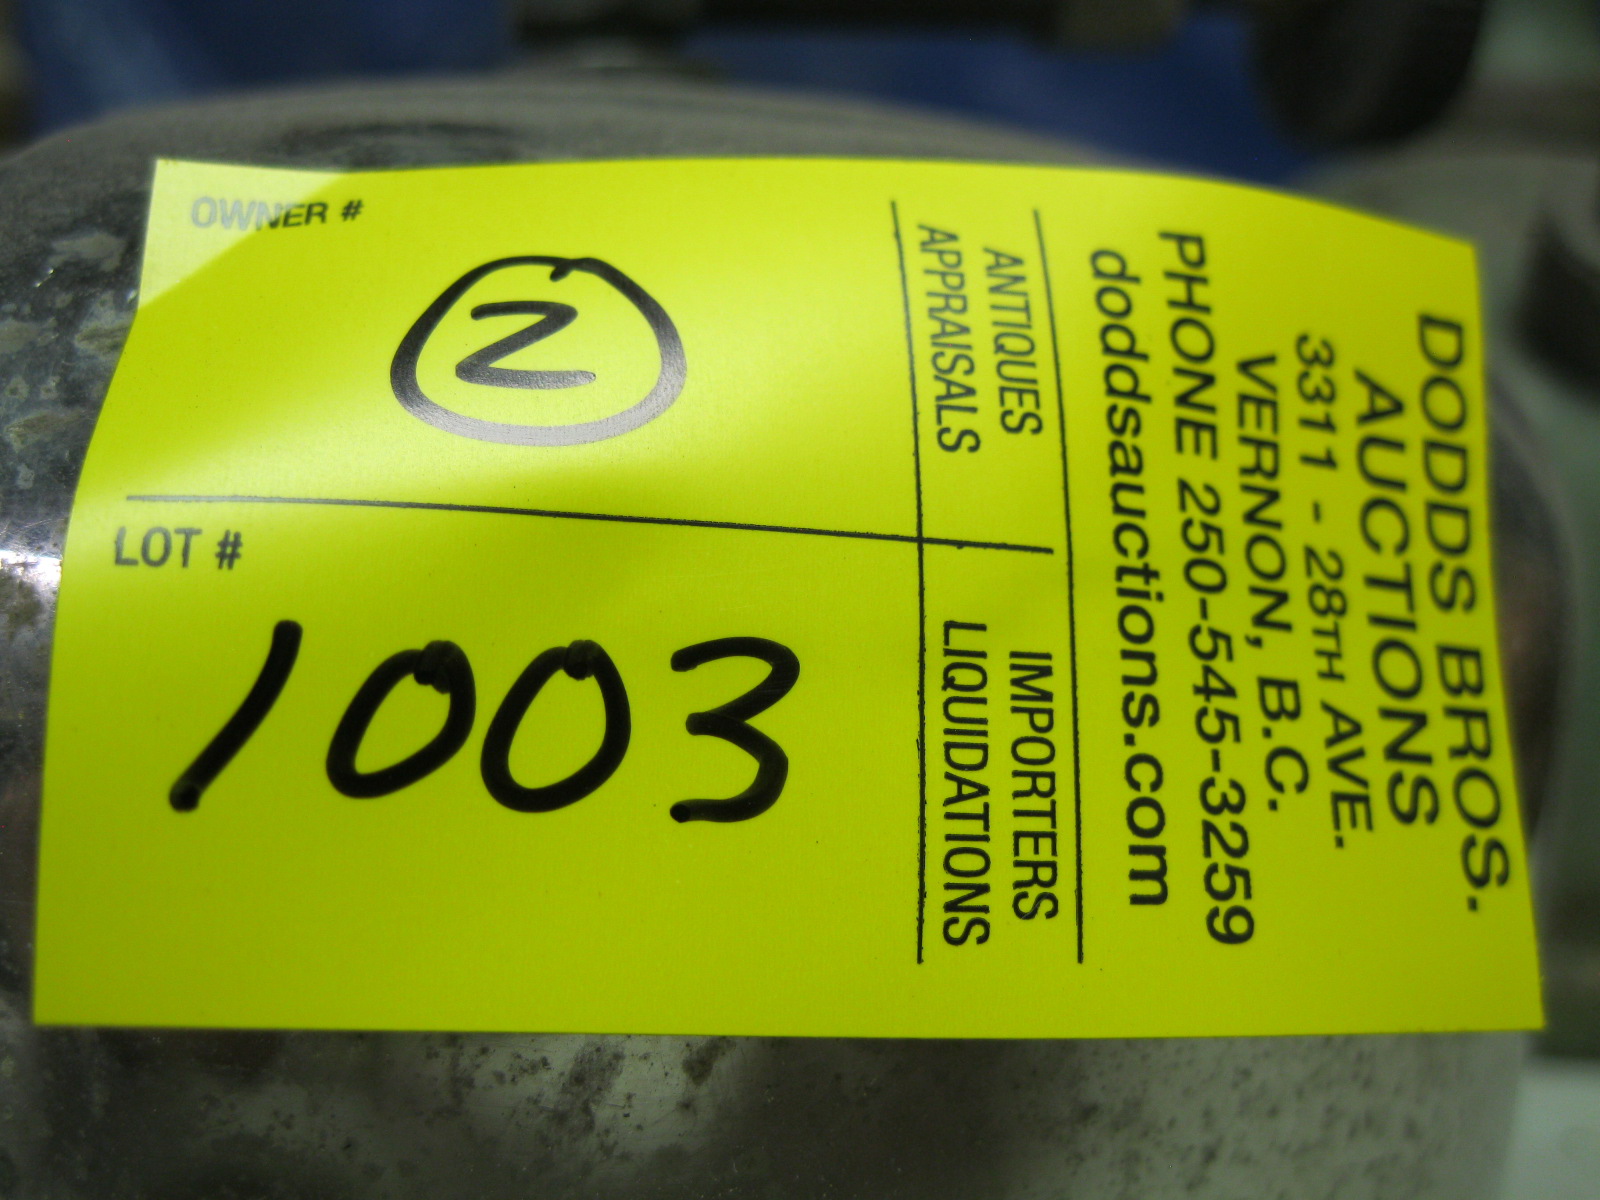 OWNER #
2
LOT #
1003
DODDS BROS.
AUCTIONS
3311 - 28TH AVE.
VERNON, B.C.
PHONE 250-545-3259
doddsauctions.com
ANTIQUES
APPRAISALS
IMPORTERS
LIQUIDATIONS